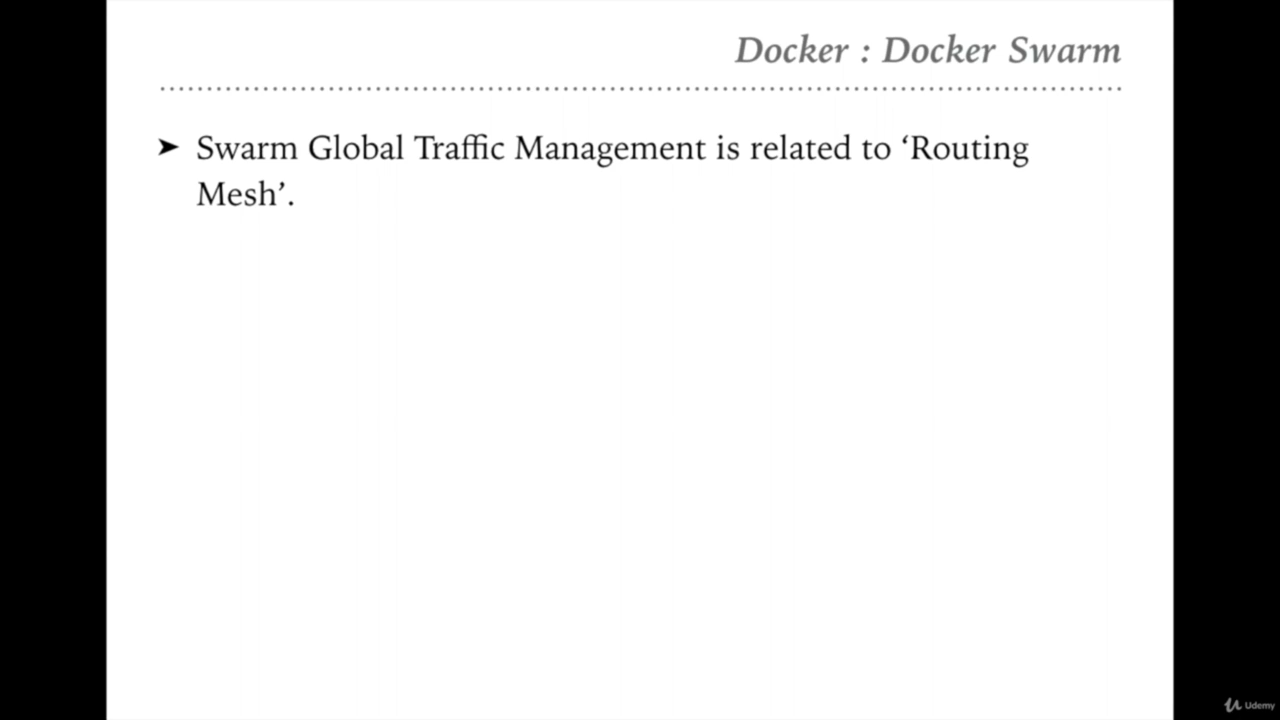 Docker : Docker Swarm
➤ Swarm Global Traffic Management is related to ‘Routing
Mesh’.
Udemy